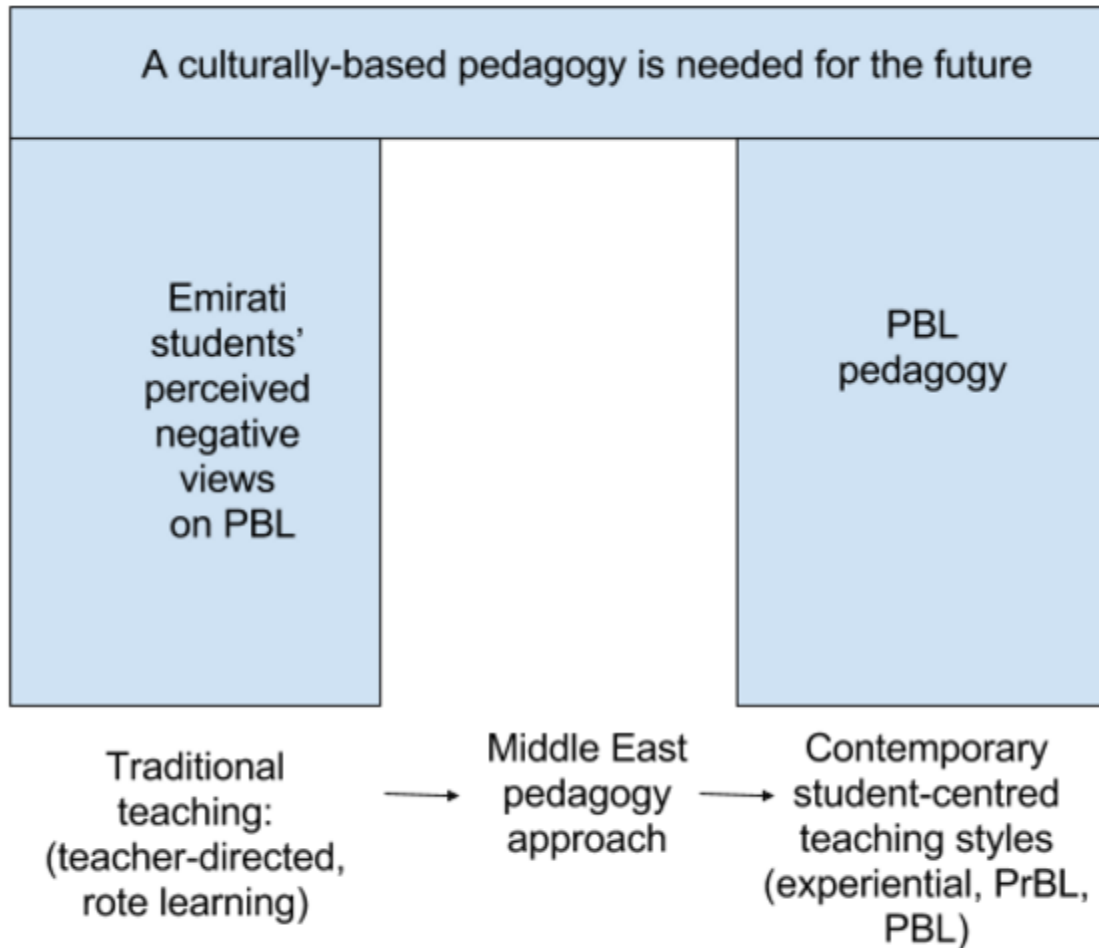 A culturally-based pedagogy is needed for the future
Emirati
students’
perceived
negative
views
on PBL
PBL
pedagogy
Traditional
teaching:
(teacher-directed,
rote learning)
Middle East
pedagogy
approach
Contemporary
student-centred
teaching styles
(experiential, PrBL,
PBL)